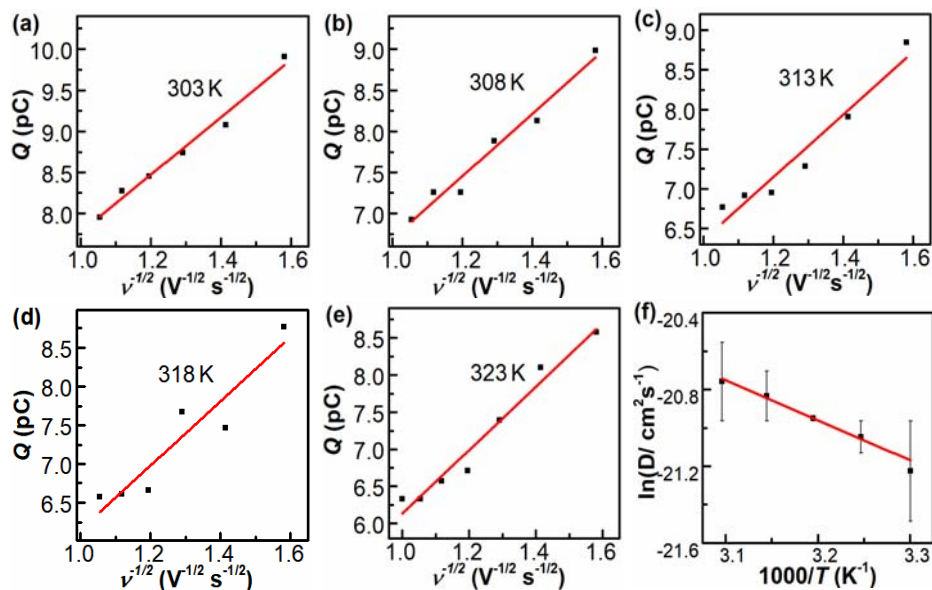 (a)
10.0
9.5
9.0
8.5
8.0
Q (pC)
303 K
1.0 1.2 1.4 1.6
ν⁻¹/² (V⁻¹/² s⁻¹/²)
(b)
9.0
8.5
8.0
7.5
7.0
Q (pC)
308 K
1.0 1.2 1.4 1.6
ν⁻¹/² (V⁻¹/² s⁻¹/²)
(c)
9.0
8.5
8.0
7.5
7.0
6.5
Q (pC)
313 K
1.0 1.2 1.4 1.6
ν⁻¹/² (V⁻¹/² s⁻¹/²)
(d)
8.5
8.0
7.5
7.0
6.5
Q (pC)
318 K
1.0 1.2 1.4 1.6
ν⁻¹/² (V⁻¹/² s⁻¹/²)
(e)
8.5
8.0
7.5
7.0
6.5
6.0
Q (pC)
323 K
1.0 1.2 1.4 1.6
ν⁻¹/² (V⁻¹/² s⁻¹/²)
(f)
-20.4
-20.8
-21.2
-21.6
ln(D/ cm²s⁻¹)
3.1 3.2 3.3
1000/T (K⁻¹)